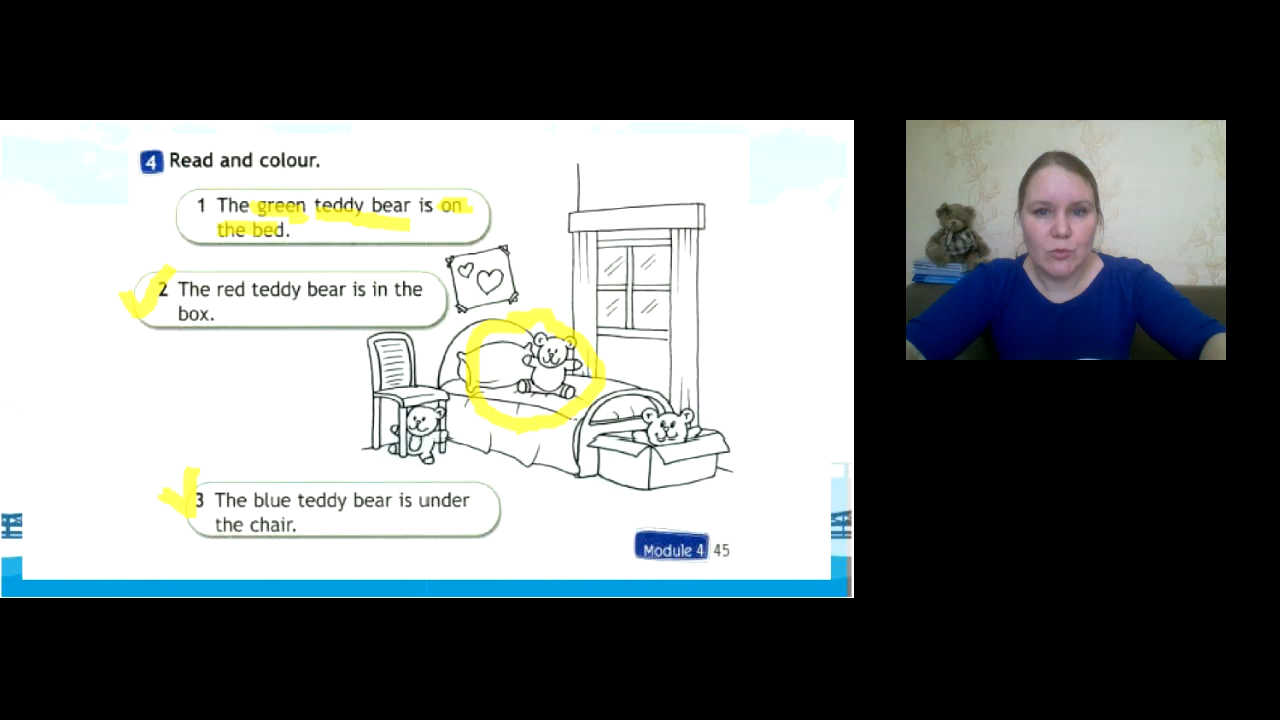 4 Read and colour.
1 The green teddy bear is on
the bed.
2 The red teddy bear is in the
box.
3 The blue teddy bear is under
the chair.
Module 4 45